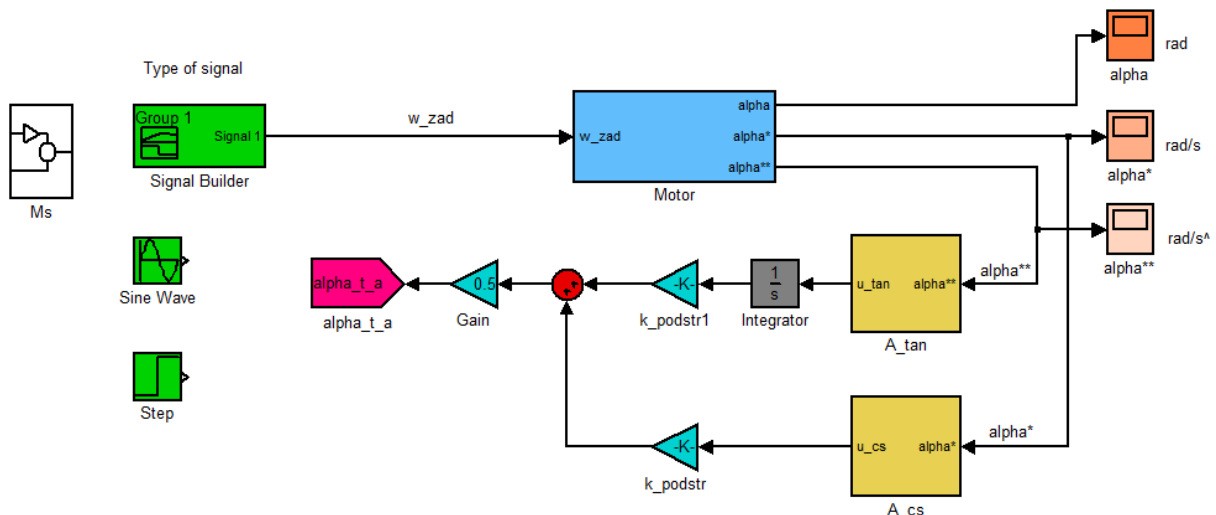 Type of signal
Group 1
Signal 1
Signal Builder
w_zad
w_zad
alpha
alpha*
alpha**
Motor
rad
alpha
rad/s
alpha*
rad/s^
alpha**
Ms
Sine Wave
Step
alpha_t_a
alpha_t_a
0.5
Gain
-K-
k_podstr1
1
s
Integrator
u_tan
alpha**
A_tan
alpha**
-K-
k_podstr
u_cs
alpha*
A_cs
alpha*